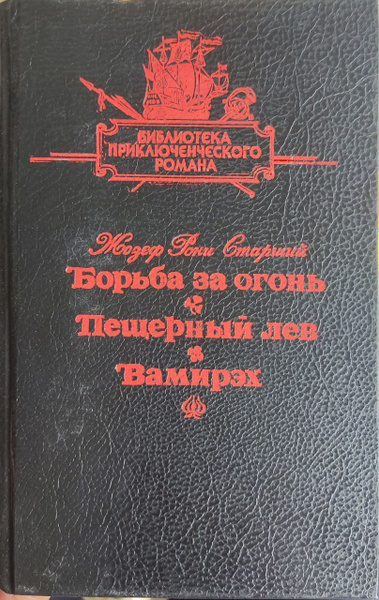 БИБЛИОТЕКА
ПРИКЛЮЧЕНЧЕСКОГО
РОМАНА
Жозеф Рони Старший
Борьба за огонь
Пещерный лев
Вамирэх